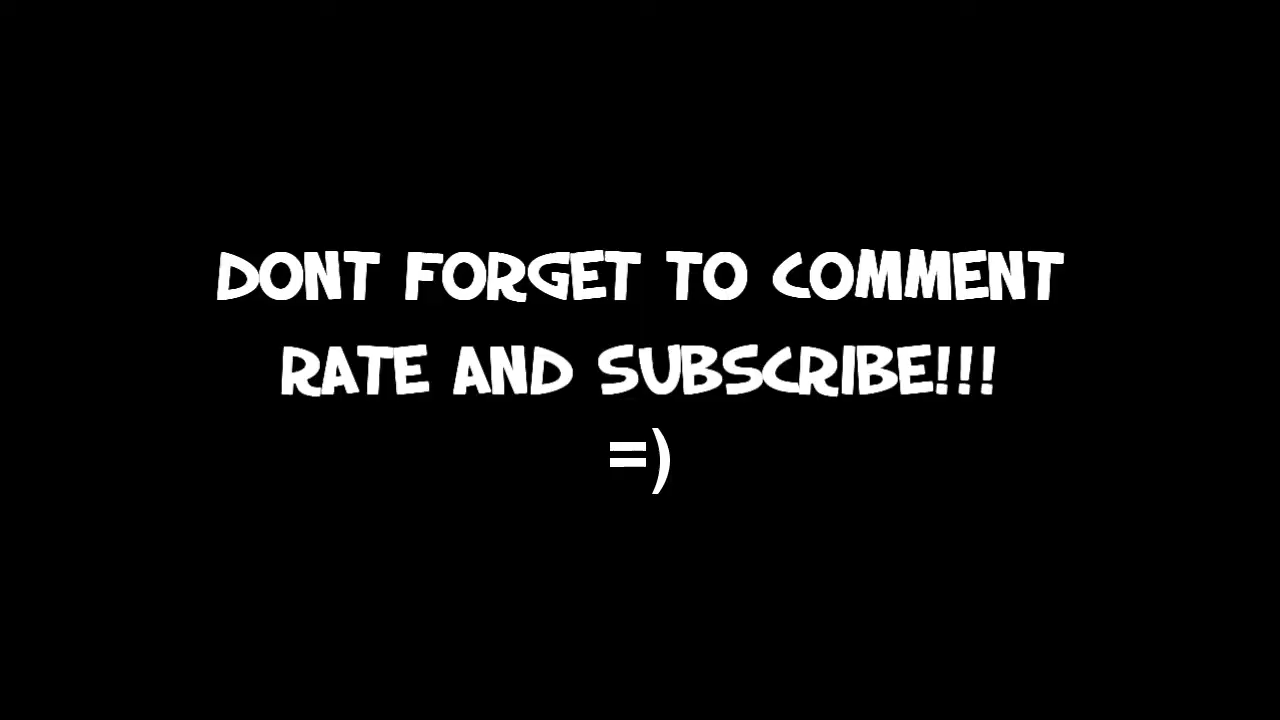 DONT FORGET TO COMMENT
RATE AND SUBSCRIBE!!!
=)